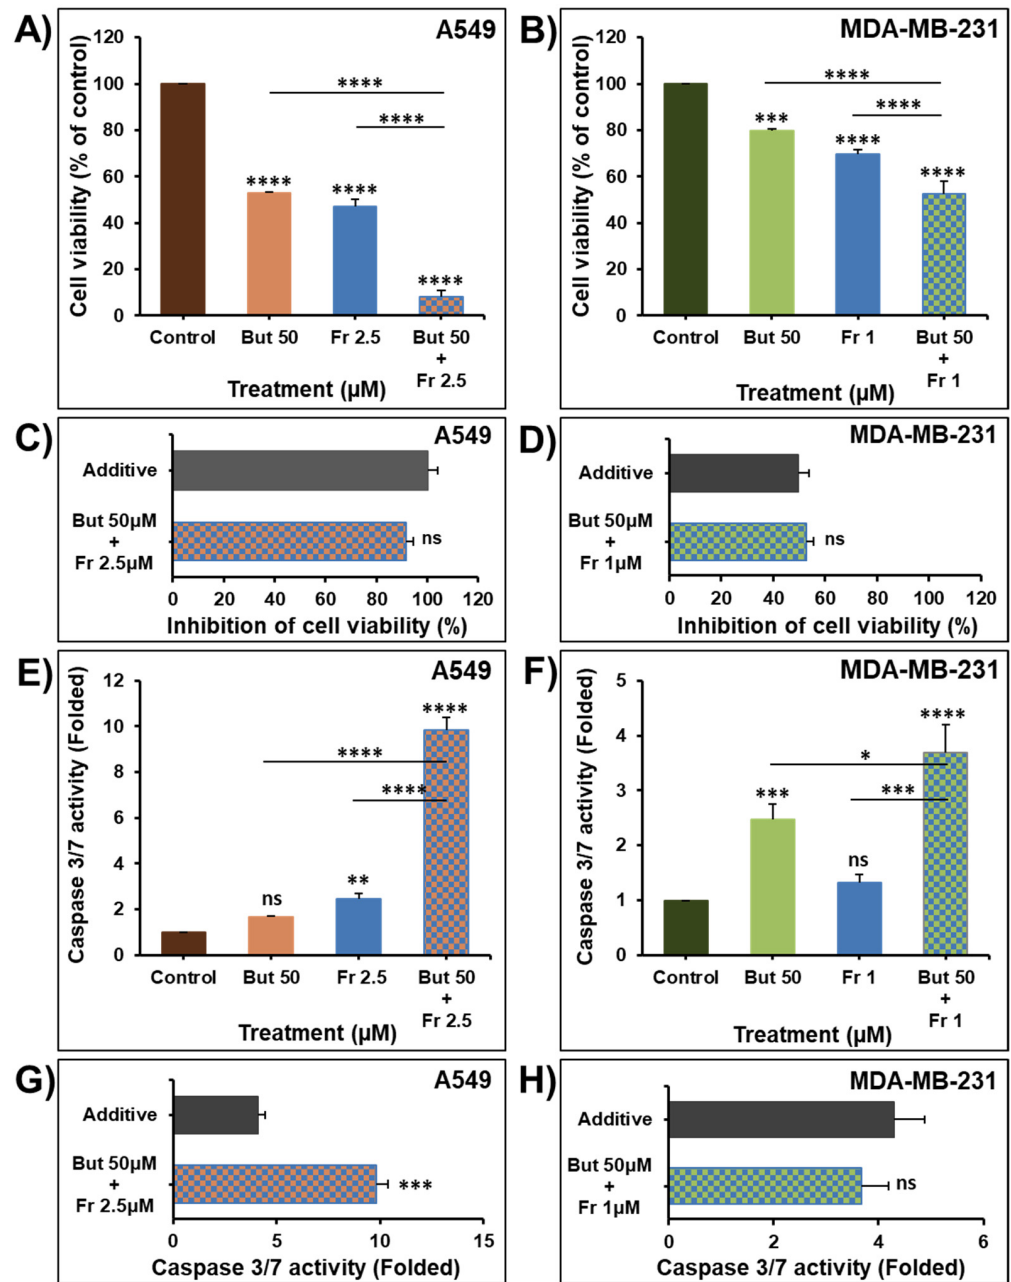 A)
A549
Cell viability (% of control)
120
100
80
60
40
20
0
****
****
****
****
****
Control
But 50
Fr 2.5
But 50
+
Fr 2.5
Treatment (µM)
B)
MDA-MB-231
Cell viability (% of control)
120
100
80
60
40
20
0
****
****
***
****
****
Control
But 50
Fr 1
But 50
+
Fr 1
Treatment (µM)
C)
A549
Additive
But 50µM
+
Fr 2.5µM
ns
0 20 40 60 80 100 120
Inhibition of cell viability (%)
D)
MDA-MB-231
Additive
But 50µM
+
Fr 1µM
ns
0 20 40 60 80 100 120
Inhibition of cell viability (%)
E)
A549
Caspase 3/7 activity (Folded)
12
10
8
6
4
2
0
****
****
****
ns
**
Control
But 50
Fr 2.5
But 50
+
Fr 2.5
Treatment (µM)
F)
MDA-MB-231
Caspase 3/7 activity (Folded)
5
4
3
2
1
0
****
*
***
***
ns
Control
But 50
Fr 1
But 50
+
Fr 1
Treatment (µM)
G)
A549
Additive
But 50µM
+
Fr 2.5µM
***
0 5 10 15
Caspase 3/7 activity (Folded)
H)
MDA-MB-231
Additive
But 50µM
+
Fr 1µM
ns
0 2 4 6
Caspase 3/7 activity (Folded)